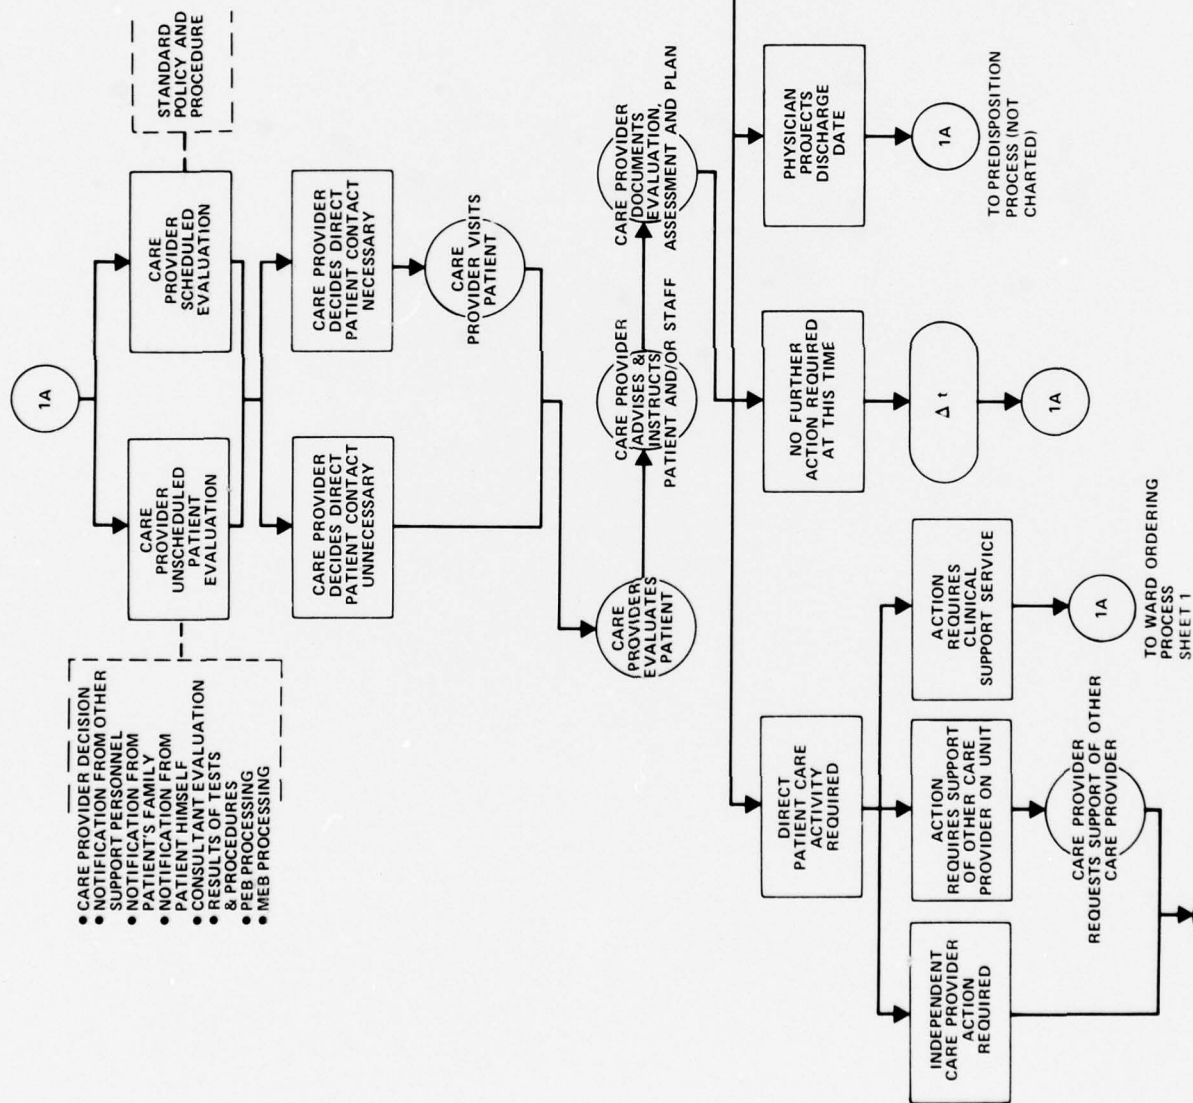 1A
CARE
PROVIDER
UNSCHEDULED
PATIENT
EVALUATION
CARE
PROVIDER
SCHEDULED
EVALUATION
STANDARD
POLICY AND
PROCEDURE
• CARE PROVIDER DECISION
• NOTIFICATION FROM OTHER
SUPPORT PERSONNEL
• NOTIFICATION FROM
PATIENT'S FAMILY
• NOTIFICATION FROM
PATIENT HIMSELF
• CONSULTANT EVALUATION
• RESULTS OF TESTS
& PROCEDURES
• PEB PROCESSING
• MEB PROCESSING
CARE PROVIDER
DECIDES DIRECT
PATIENT CONTACT
UNNECESSARY
CARE PROVIDER
DECIDES DIRECT
PATIENT CONTACT
NECESSARY
CARE
PROVIDER VISITS
PATIENT
CARE
PROVIDER
EVALUATES
PATIENT
CARE PROVIDER
ADVISES &
INSTRUCTS
PATIENT AND/OR STAFF
CARE PROVIDER
DOCUMENTS
EVALUATION,
ASSESSMENT AND PLAN
DIRECT
PATIENT CARE
ACTIVITY
REQUIRED
NO FURTHER
ACTION REQUIRED
AT THIS TIME
PHYSICIAN
PROJECTS
DISCHARGE
DATE
Δ t
1A
1A
TO PREDISPOSITION
PROCESS (NOT
CHARTED)
INDEPENDENT
CARE PROVIDER
ACTION
REQUIRED
ACTION
REQUIRES SUPPORT
OF OTHER CARE
PROVIDER ON UNIT
ACTION
REQUIRES
CLINICAL
SUPPORT SERVICE
CARE PROVIDER
REQUESTS SUPPORT OF OTHER
CARE PROVIDER
1A
TO WARD ORDERING
PROCESS
SHEET 1